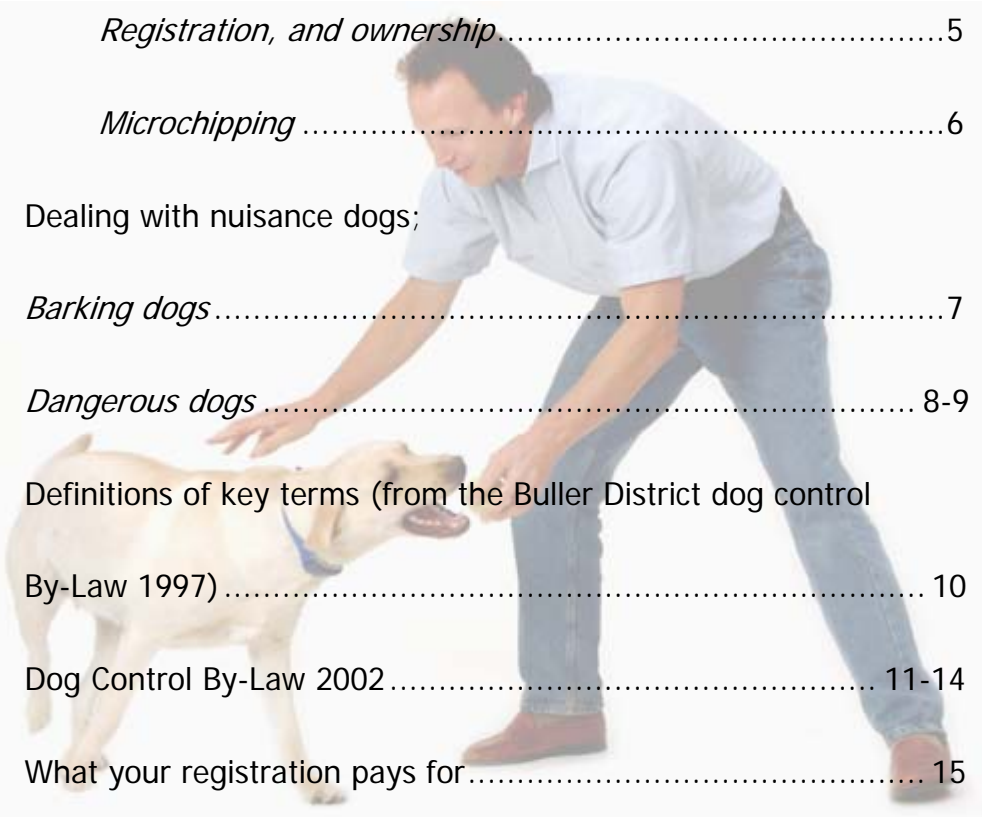 Registration, and ownership................................................5
Microchipping ....................................................................6
Dealing with nuisance dogs;
Barking dogs..............................................................................7
Dangerous dogs.................................................................... 8-9
Definitions of key terms (from the Buller District dog control
By-Law 1997)......................................................................... 10
Dog Control By-Law 2002.................................................. 11-14
What your registration pays for............................................... 15